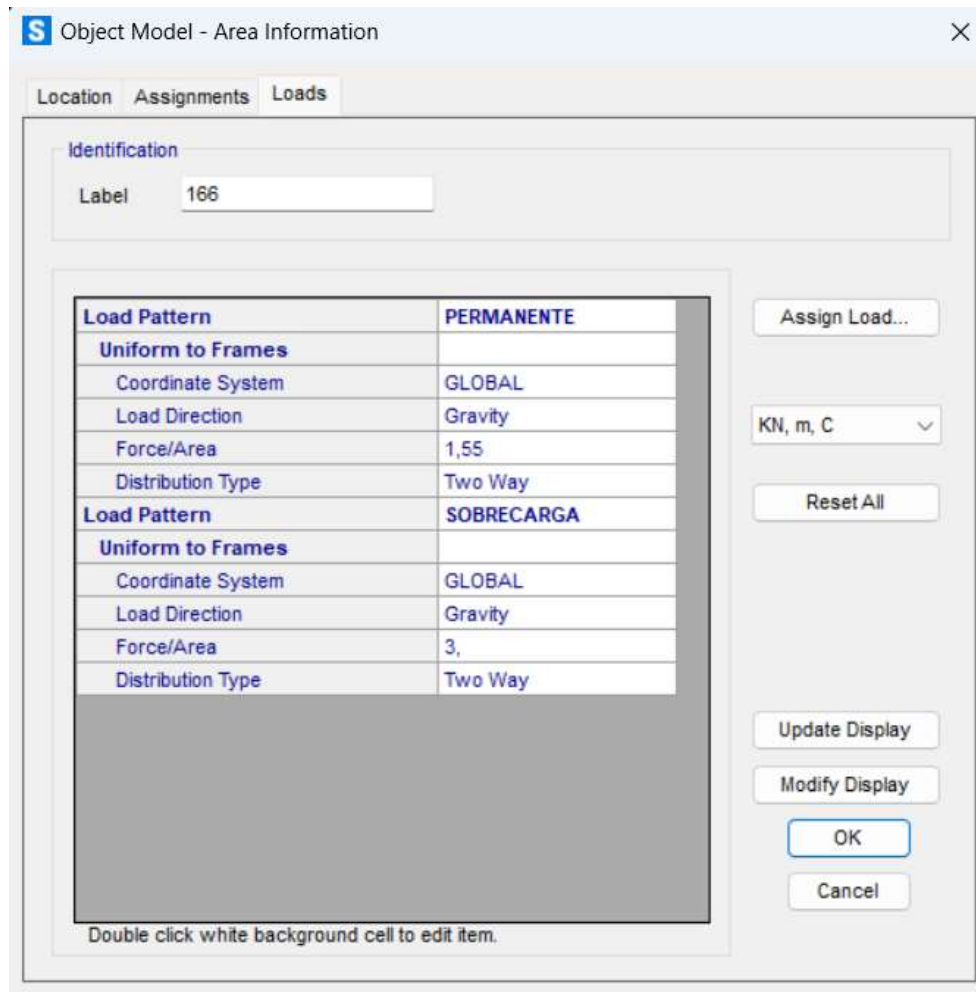 S Object Model - Area Information
Location Assignments Loads
Identification
Label 166
Load Pattern PERMANENTE
Uniform to Frames
Coordinate System GLOBAL
Load Direction Gravity
Force/Area 1,55
Distribution Type Two Way
Load Pattern SOBRECARGA
Uniform to Frames
Coordinate System GLOBAL
Load Direction Gravity
Force/Area 3,
Distribution Type Two Way
Double click white background cell to edit item.
Assign Load...
KN, m, C
Reset All
Update Display
Modify Display
OK
Cancel